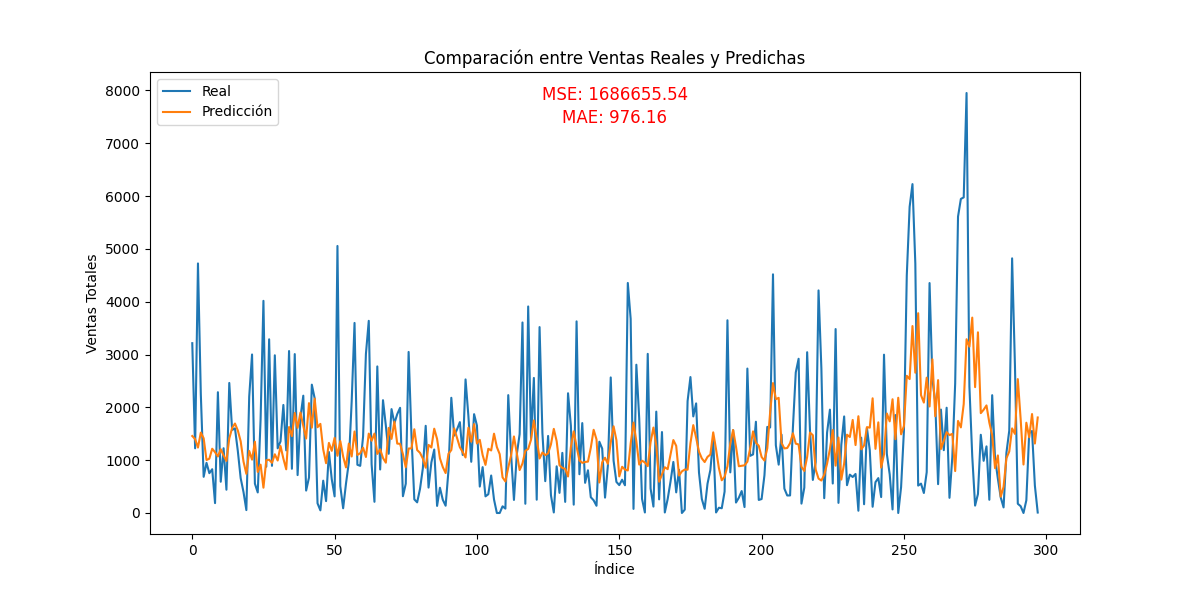 Comparación entre Ventas Reales y Predichas
Real
Predicción
MSE: 1686655.54
MAE: 976.16
Ventas Totales
8000
7000
6000
5000
4000
3000
2000
1000
0
0 50 100 150 200 250 300
Índice